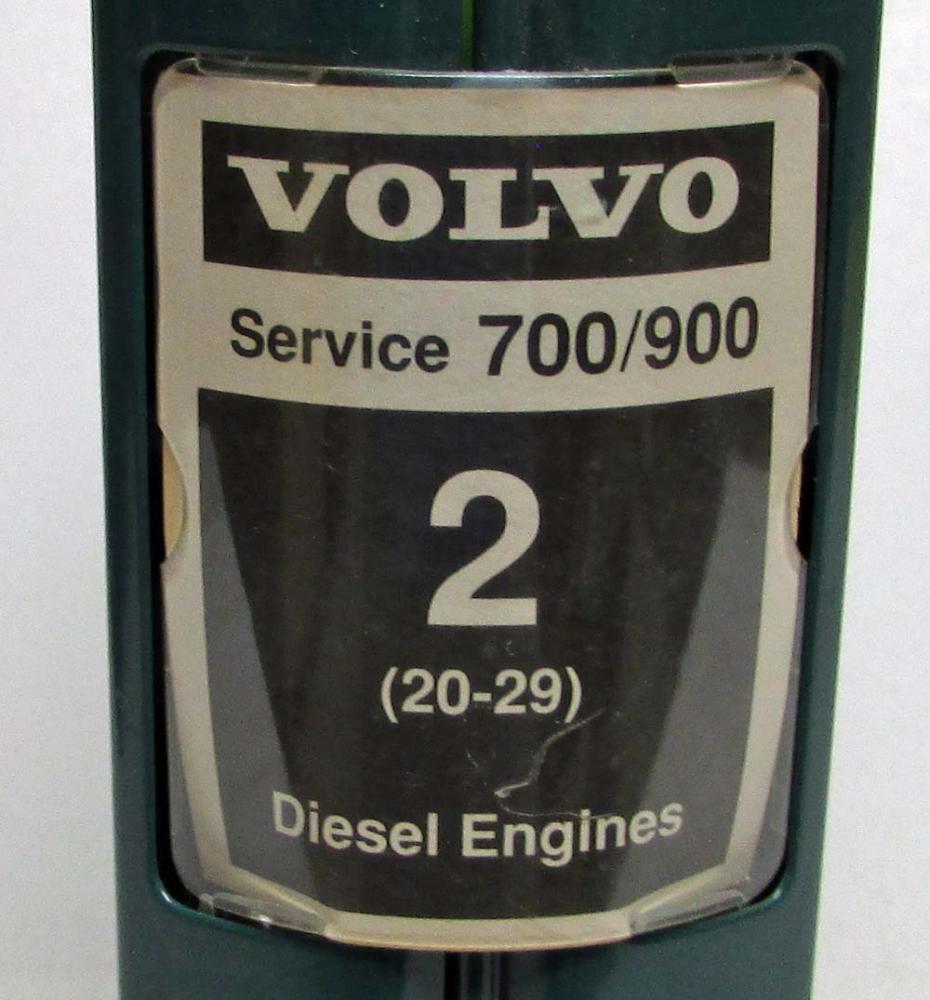 VOLVO
Service 700/900
2
(20-29)
Diesel Engines